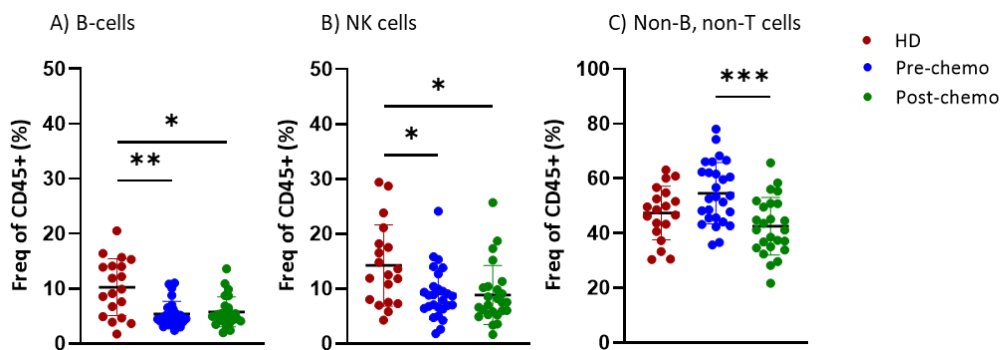 A) B-cells
B) NK cells
C) Non-B, non-T cells
HD
Pre-chemo
Post-chemo
Freq of CD45+ (%)
50
40
30
20
10
0
*
**
Freq of CD45+ (%)
50
40
30
20
10
0
*
*
Freq of CD45+ (%)
100
80
60
40
20
0
***